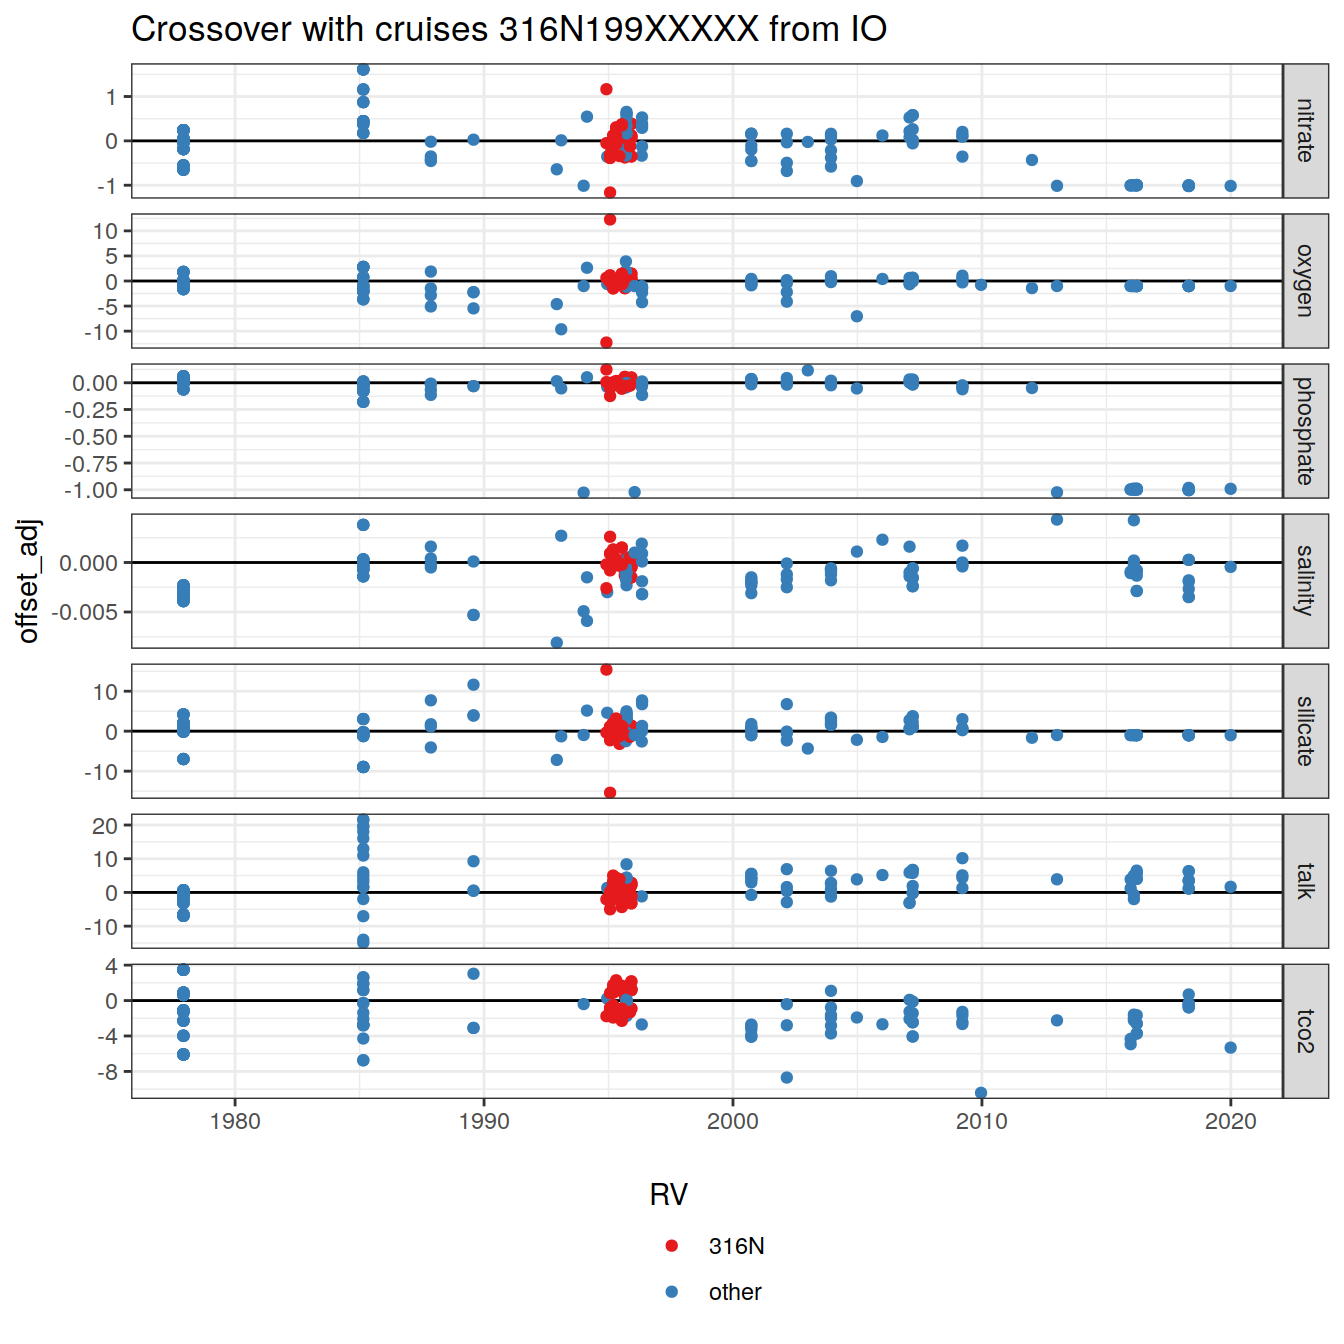 Crossover with cruises 316N199XXXXX from IO
offset_adj
1
0
-1
nitrate
10
5
0
-5
-10
oxygen
0.00
-0.25
-0.50
-0.75
-1.00
phosphate
0.000
-0.005
salinity
10
0
-10
silicate
20
10
0
-10
talk
4
0
-4
-8
tco2
1980 1990 2000 2010 2020
RV
316N
other